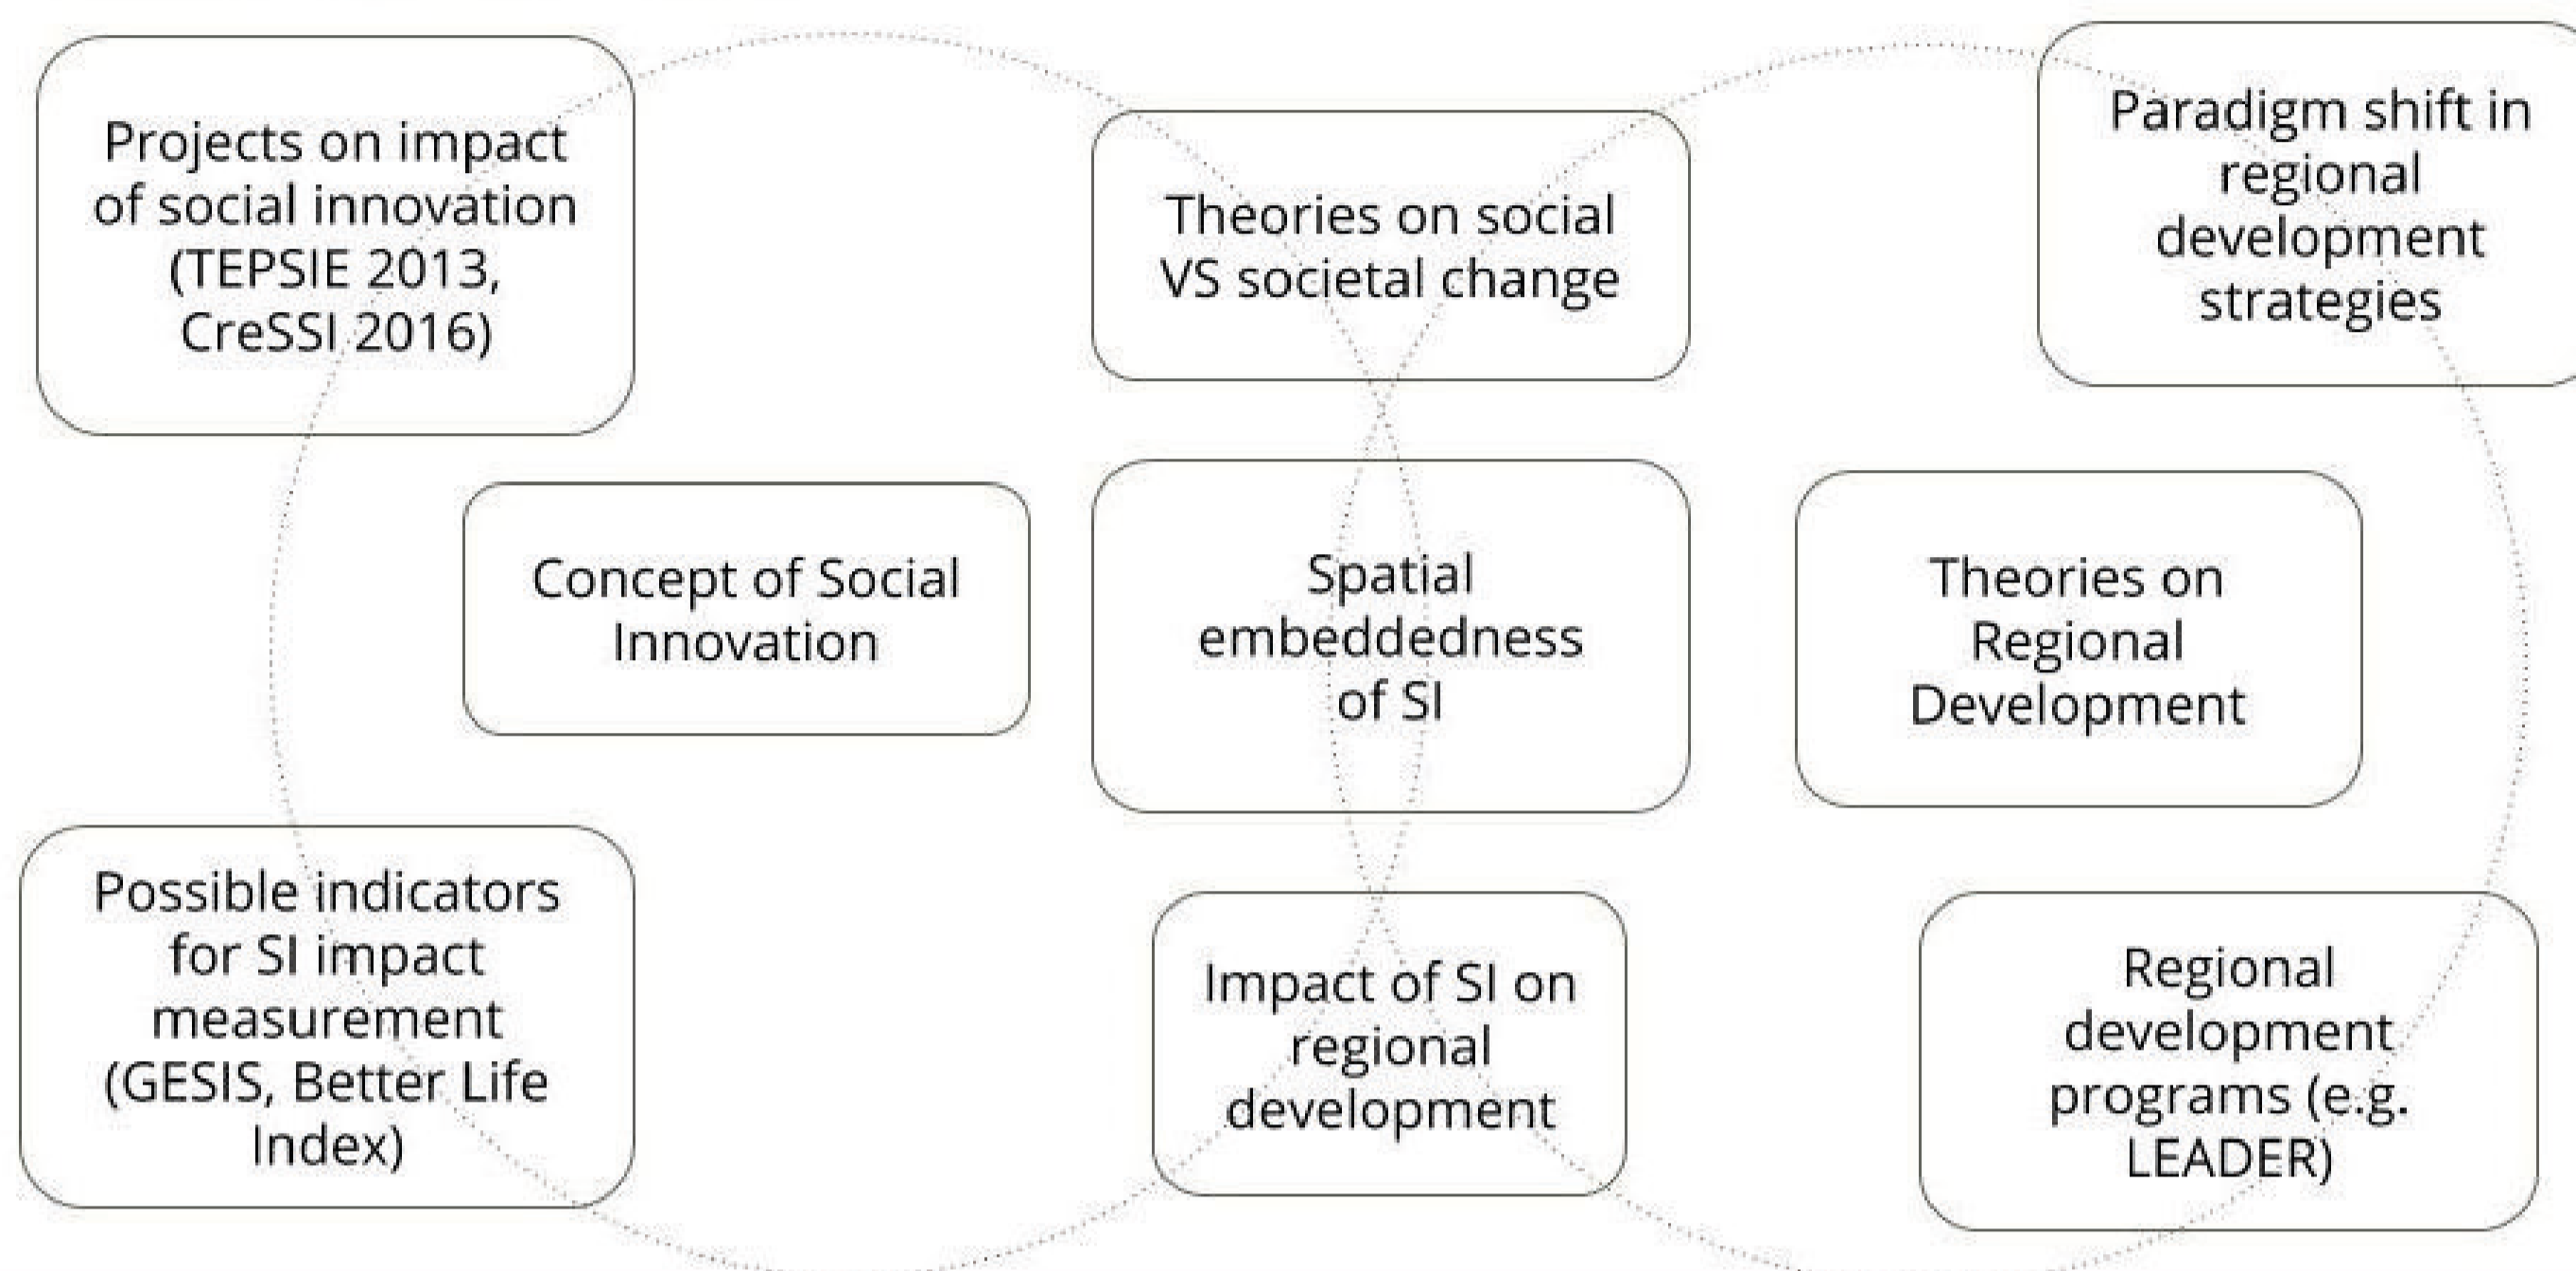 Projects on impact
of social innovation
(TEPSIE 2013,
CreSSI 2016)
Theories on social
VS societal change
Paradigm shift in
regional
development
strategies
Concept of Social
Innovation
Spatial
embeddedness
of SI
Theories on
Regional
Development
Possible indicators
for SI impact
measurement
(GESIS, Better Life
Index)
Impact of SI on
regional
development
Regional
development
programs (e.g.
LEADER)